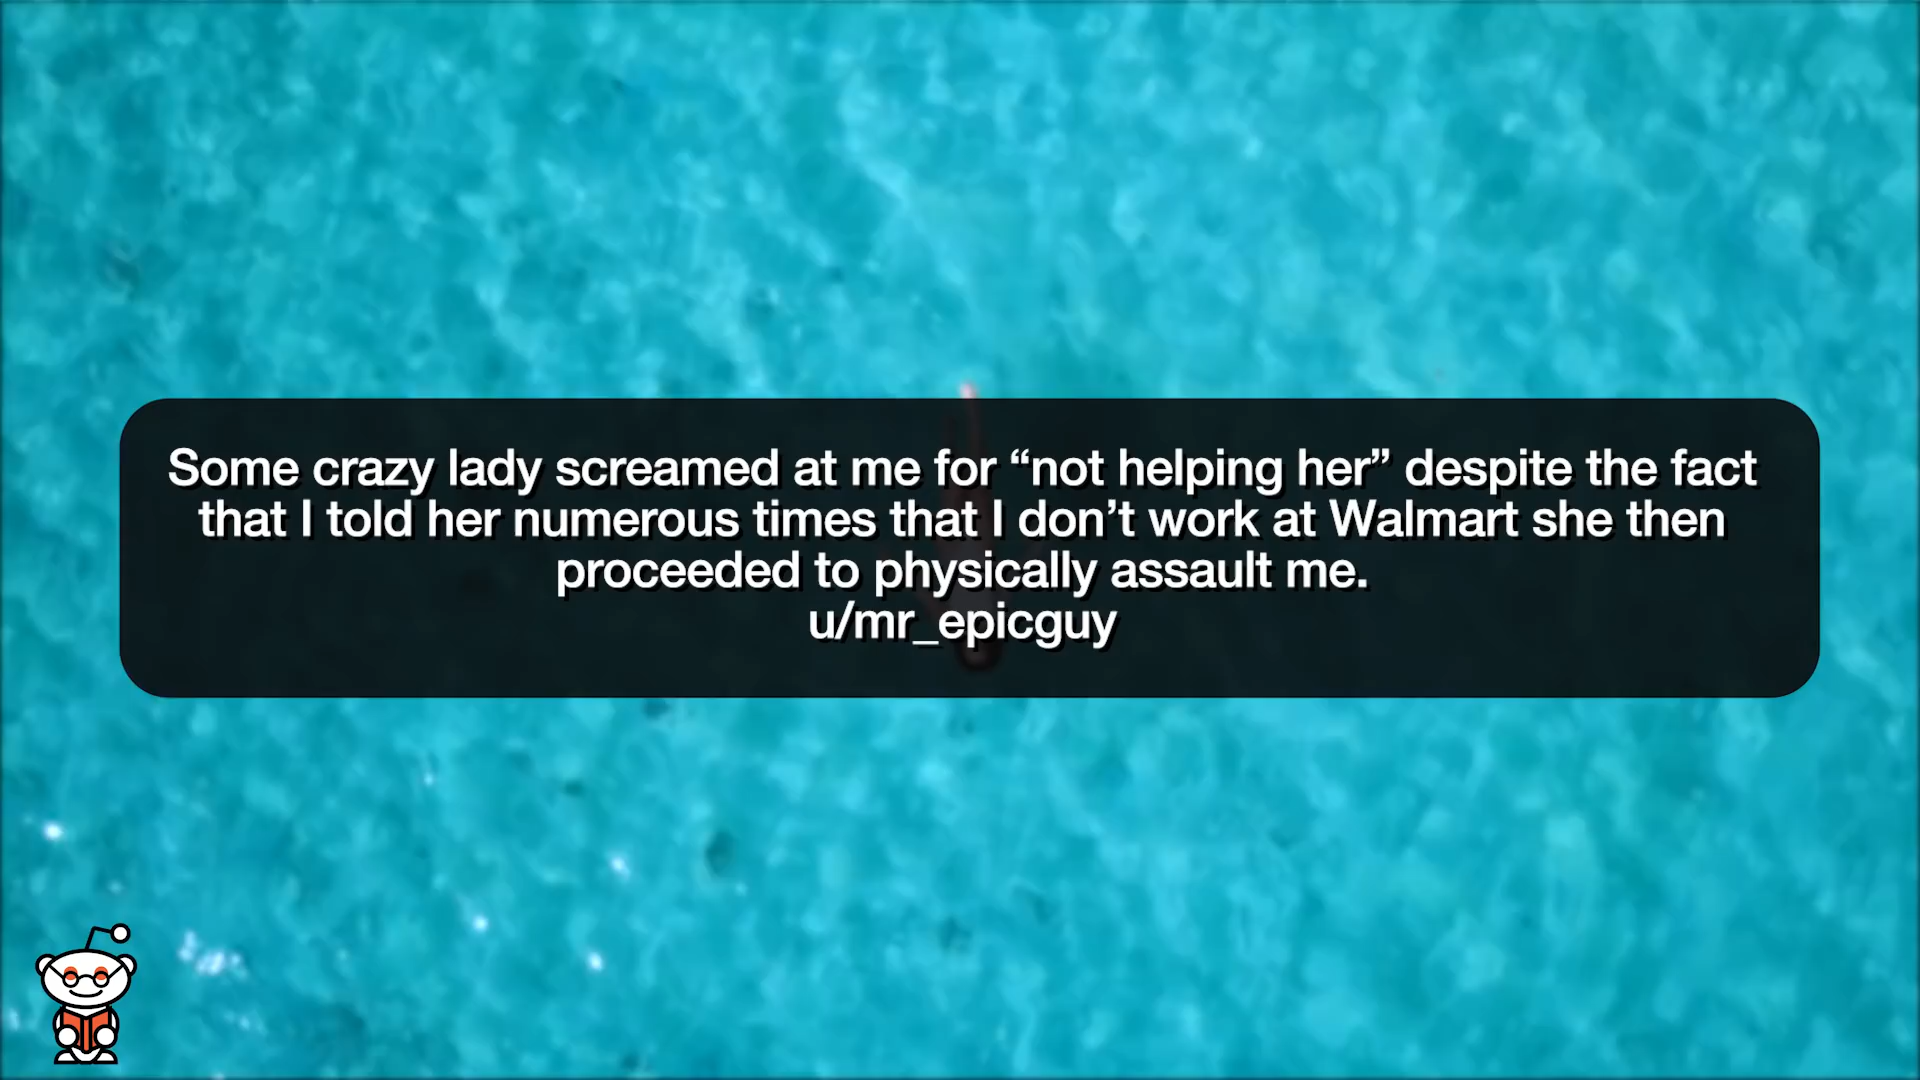 Some crazy lady screamed at me for “not helping her” despite the fact
that I told her numerous times that I don’t work at Walmart she then
proceeded to physically assault me.
u/mr_epicguy